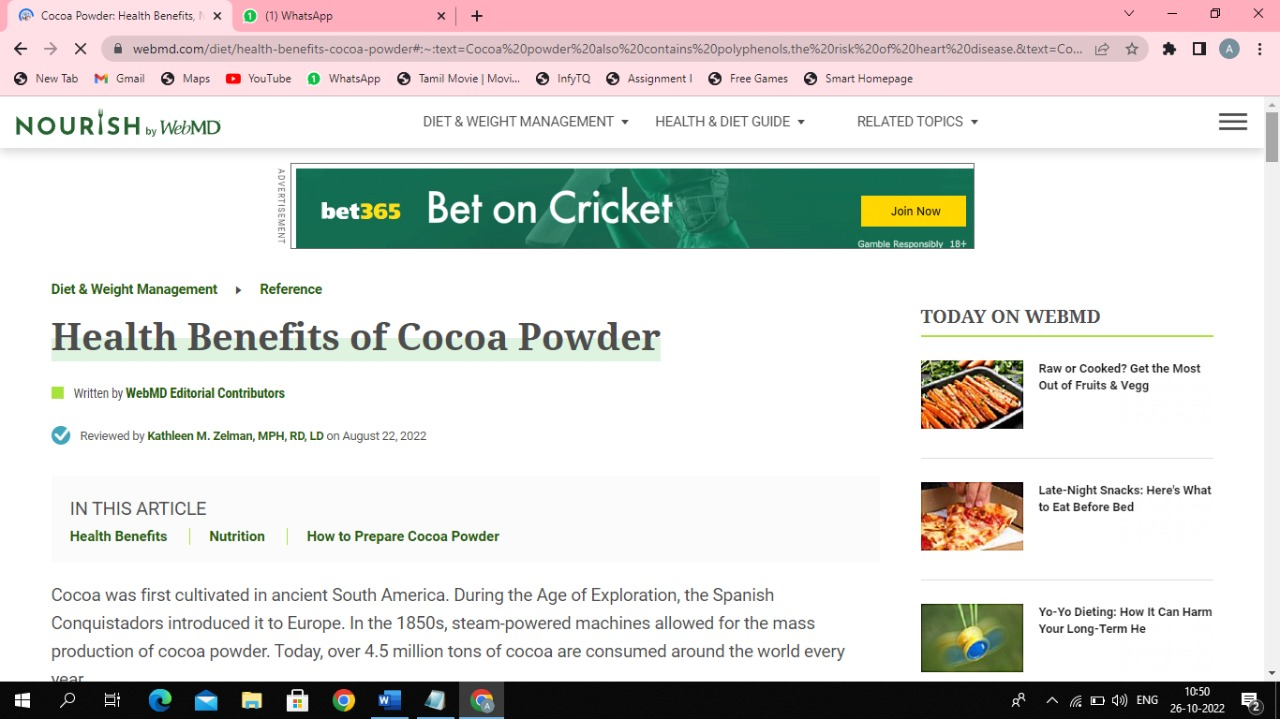 Cocoa Powder: Health Benefits, N
(1) WhatsApp
webmd.com/diet/health-benefits-cocoa-powder#:~:text=Cocoa%20powder%20also%20contains%20polyphenols,the%20risk%20of%20heart%20disease.&text=Co...
A
New Tab
Gmail
Maps
YouTube
WhatsApp
Tamil Movie | Movi...
InfyTQ
Assignment I
Free Games
Smart Homepage
NOURISH by WebMD
DIET & WEIGHT MANAGEMENT
HEALTH & DIET GUIDE
RELATED TOPICS
ADVERTISEMENT
bet365
Bet on Cricket
Join Now
Gamble Responsibly 18+
Diet & Weight Management
Reference
Health Benefits of Cocoa Powder
Written by WebMD Editorial Contributors
Reviewed by Kathleen M. Zelman, MPH, RD, LD on August 22, 2022
IN THIS ARTICLE
Health Benefits
Nutrition
How to Prepare Cocoa Powder
Cocoa was first cultivated in ancient South America. During the Age of Exploration, the Spanish
Conquistadors introduced it to Europe. In the 1850s, steam-powered machines allowed for the mass
production of cocoa powder. Today, over 4.5 million tons of cocoa are consumed around the world every
year.
TODAY ON WEBMD
Raw or Cooked? Get the Most
Out of Fruits & Vegg
Late-Night Snacks: Here's What
to Eat Before Bed
Yo-Yo Dieting: How It Can Harm
Your Long-Term He
ENG
10:50
26-10-2022
2